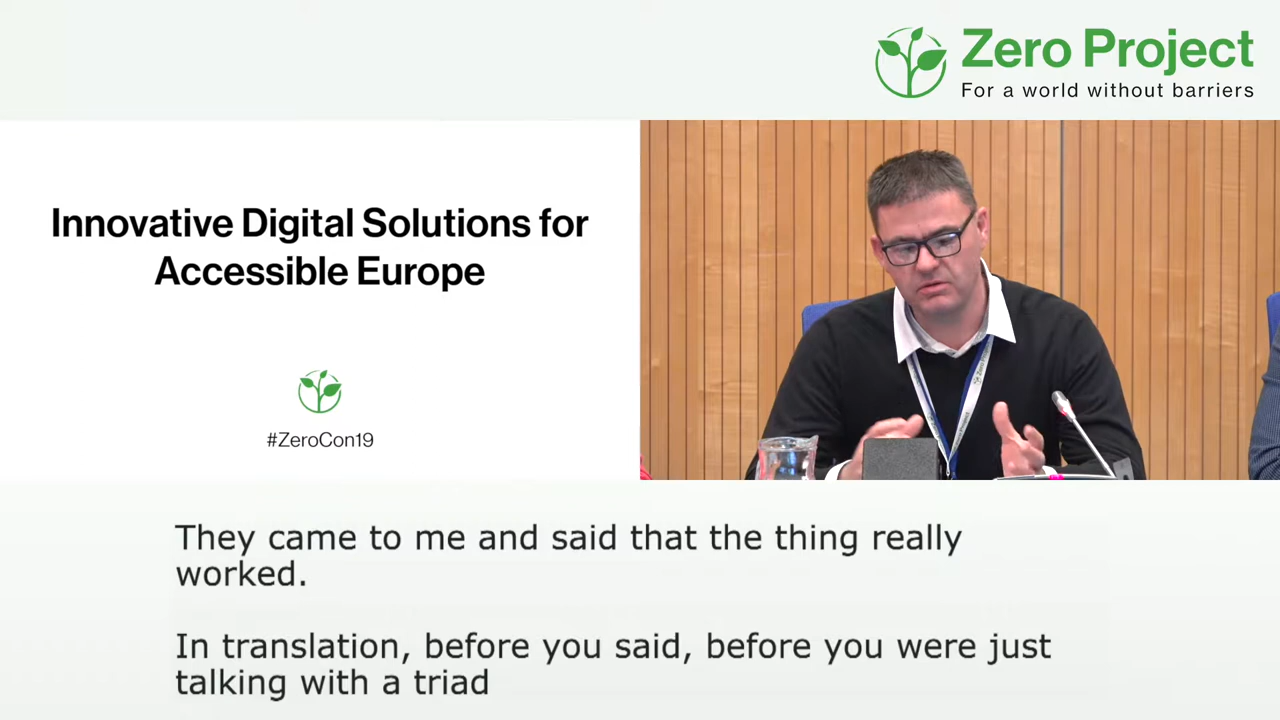 Zero Project
For a world without barriers
Innovative Digital Solutions for
Accessible Europe
#ZeroCon19
They came to me and said that the thing really
worked.
In translation, before you said, before you were just
talking with a triad